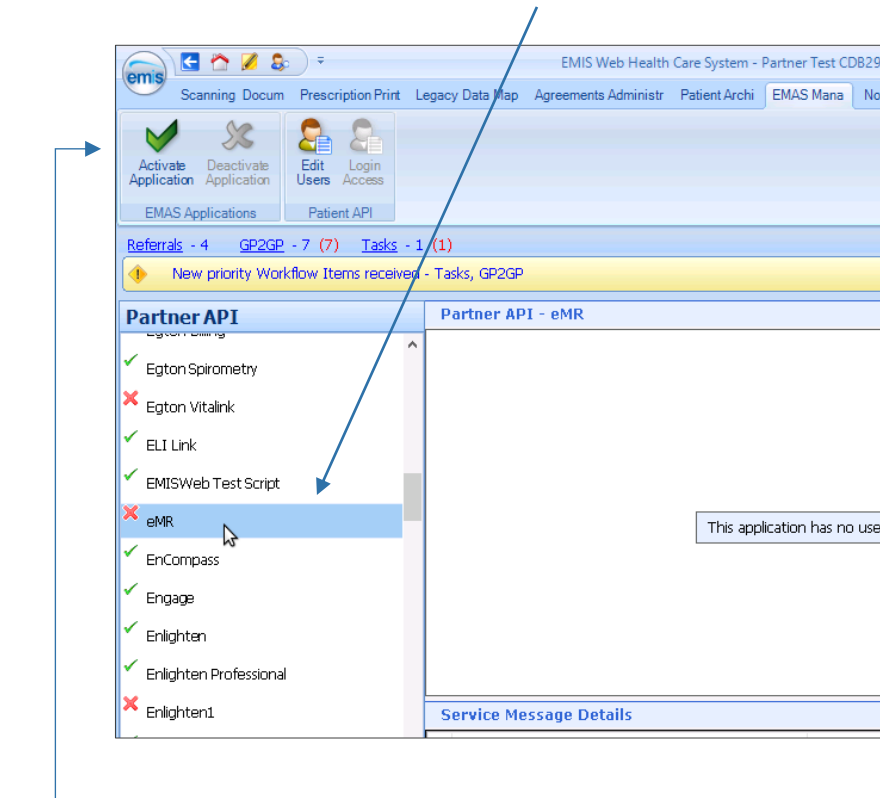 emis
EMIS Web Health Care System - Partner Test CDB29
Scanning Docum Prescription Print Legacy Data Map Agreements Administr Patient Archi EMAS Mana No
Activate Application Deactivate Application Edit Users Login Access
EMAS Applications Patient API
Referrals - 4 GP2GP - 7 (7) Tasks - 1 (1)
New priority Workflow Items received - Tasks, GP2GP
Partner API
Partner API - eMR
Egton Spirometry
Egton Vitalink
ELI Link
EMISWeb Test Script
eMR
This application has no use
EnCompass
Engage
Enlighten
Enlighten Professional
Enlighten1
Service Message Details